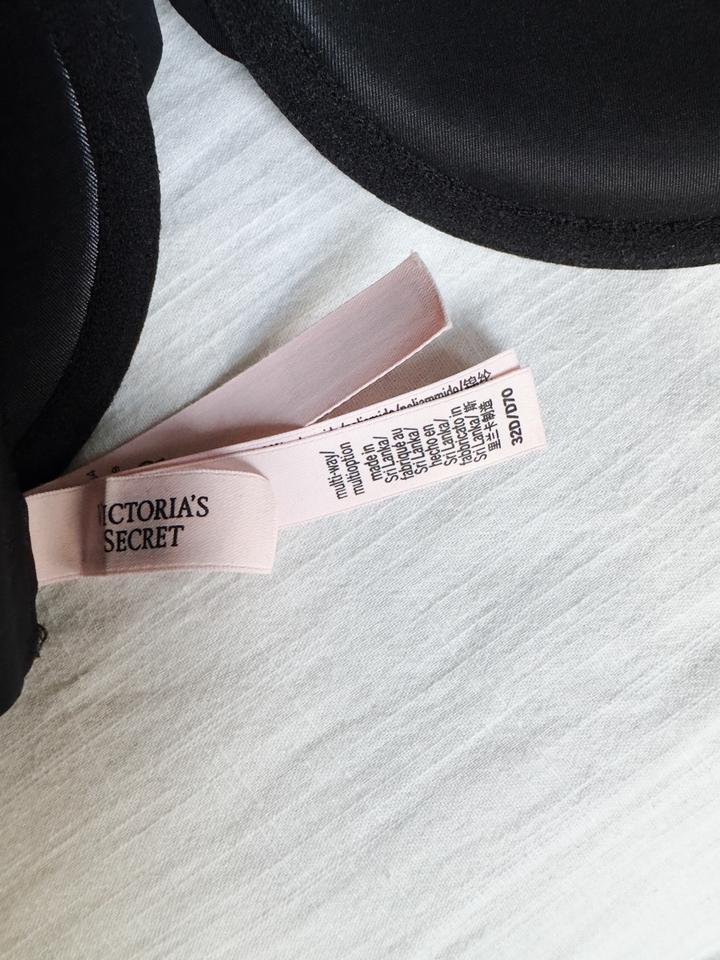 VICTORIA'S
SECRET
multi-way/
multioption
made in
Sri Lanka/
fabriqué au
Sri Lanka/
hecho en
Sri Lanka/
fabbricato in
Sri Lanka/ 斯
里兰卡制造
32D/D70